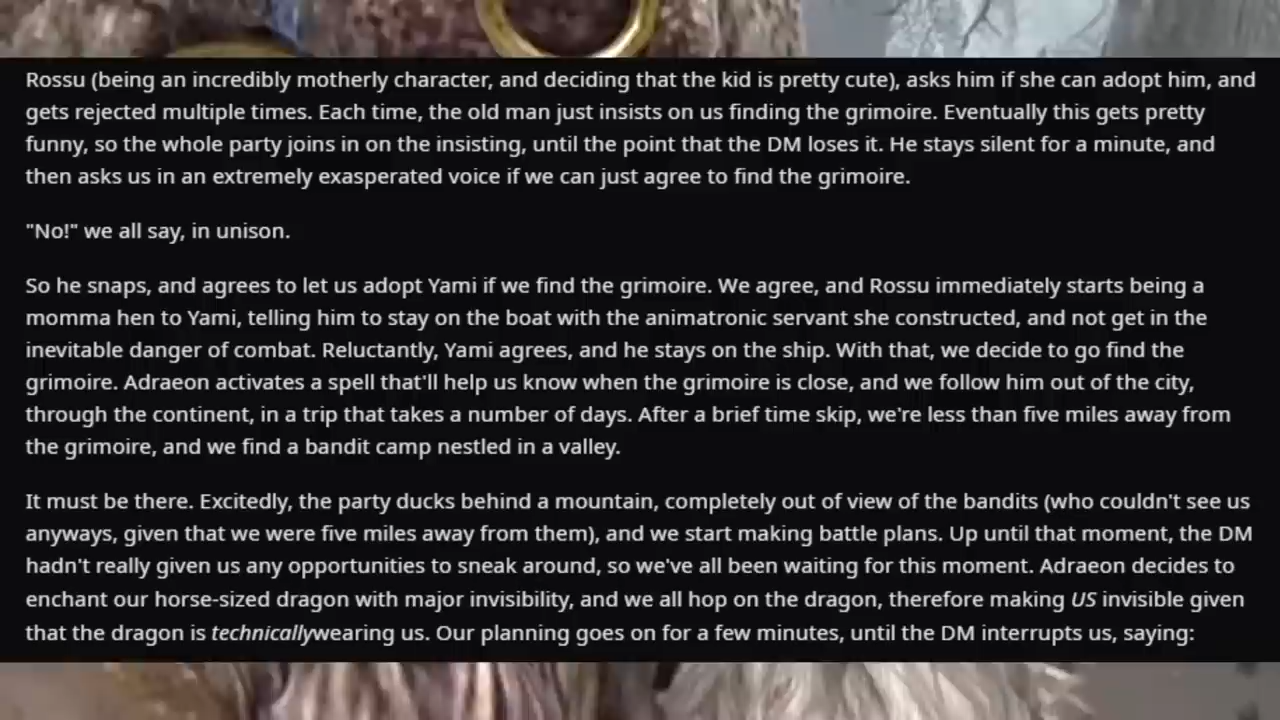 Rossu (being an incredibly motherly character, and deciding that the kid is pretty cute), asks him if she can adopt him, and
gets rejected multiple times. Each time, the old man just insists on us finding the grimoire. Eventually this gets pretty
funny, so the whole party joins in on the insisting, until the point that the DM loses it. He stays silent for a minute, and
then asks us in an extremely exasperated voice if we can just agree to find the grimoire.
"No!" we all say, in unison.
So he snaps, and agrees to let us adopt Yami if we find the grimoire. We agree, and Rossu immediately starts being a
momma hen to Yami, telling him to stay on the boat with the animatronic servant she constructed, and not get in the
inevitable danger of combat. Reluctantly, Yami agrees, and he stays on the ship. With that, we decide to go find the
grimoire. Adraeon activates a spell that'll help us know when the grimoire is close, and we follow him out of the city,
through the continent, in a trip that takes a number of days. After a brief time skip, we're less than five miles away from
the grimoire, and we find a bandit camp nestled in a valley.
It must be there. Excitedly, the party ducks behind a mountain, completely out of view of the bandits (who couldn't see us
anyways, given that we were five miles away from them), and we start making battle plans. Up until that moment, the DM
hadn't really given us any opportunities to sneak around, so we've all been waiting for this moment. Adraeon decides to
enchant our horse-sized dragon with major invisibility, and we all hop on the dragon, therefore making US invisible given
that the dragon is technicallywearing us. Our planning goes on for a few minutes, until the DM interrupts us, saying: